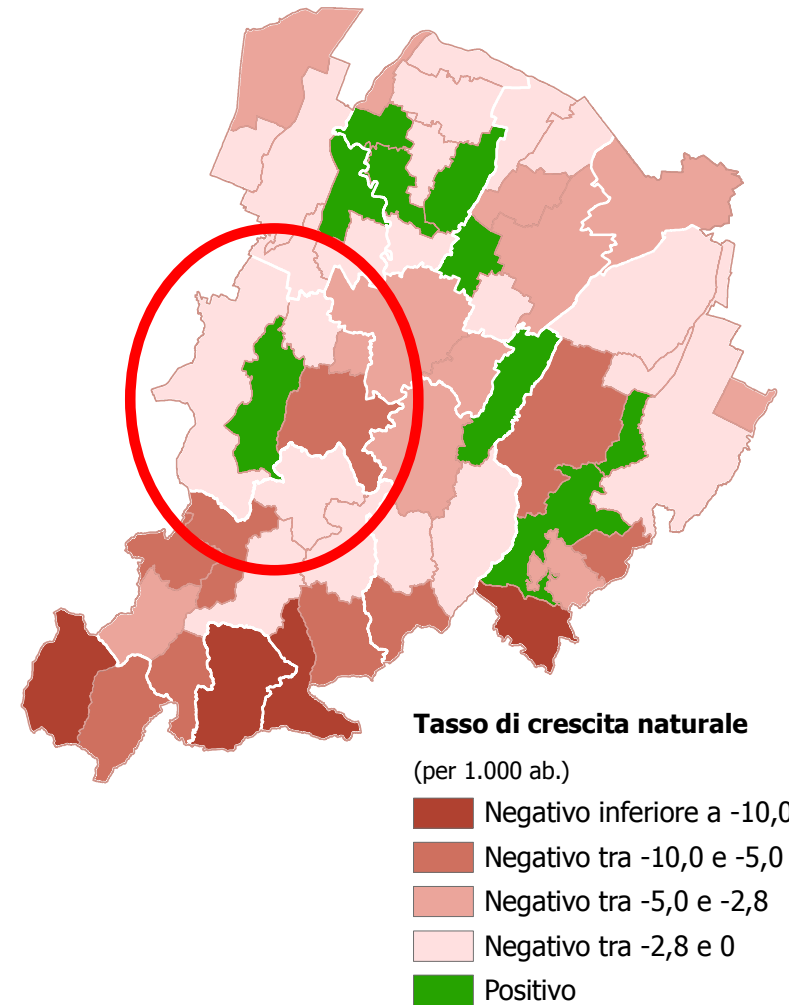 Tasso di crescita naturale
(per 1.000 ab.)
Negativo inferiore a -10,0
Negativo tra -10,0 e -5,0
Negativo tra -5,0 e -2,8
Negativo tra -2,8 e 0
Positivo